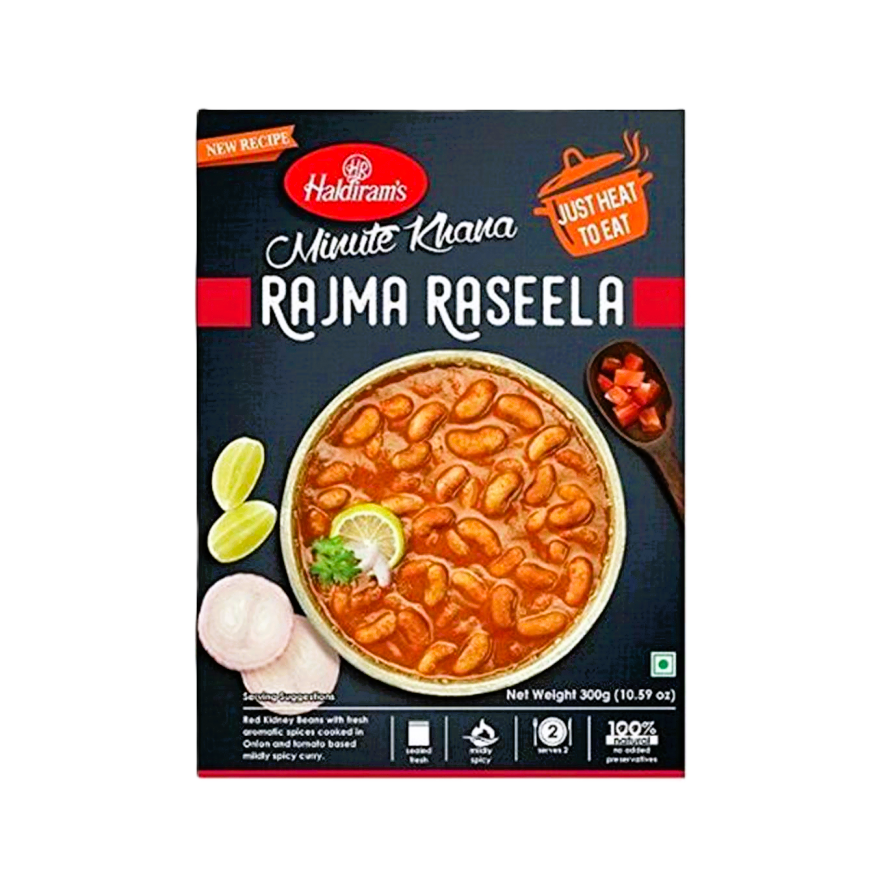 NEW RECIPE
HR
Haldiram's
Minute Khana
JUST HEAT
TO EAT
RAJMA RASEELA
Serving Suggestions
Net Weight 300g (10.59 oz)
Red Kidney Beans with fresh
aromatic spices cooked in
Onion and tomato based
mildly spicy curry.
sealed
fresh
mildly
spicy
2
serves 2
100%
natural
no added
preservatives